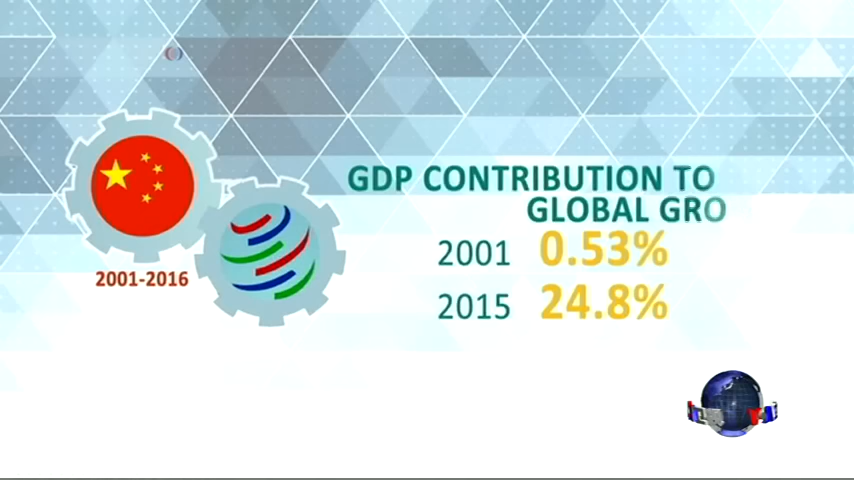 GDP CONTRIBUTION TO
GLOBAL GRO
2001 0.53%
2015 24.8%
2001-2016